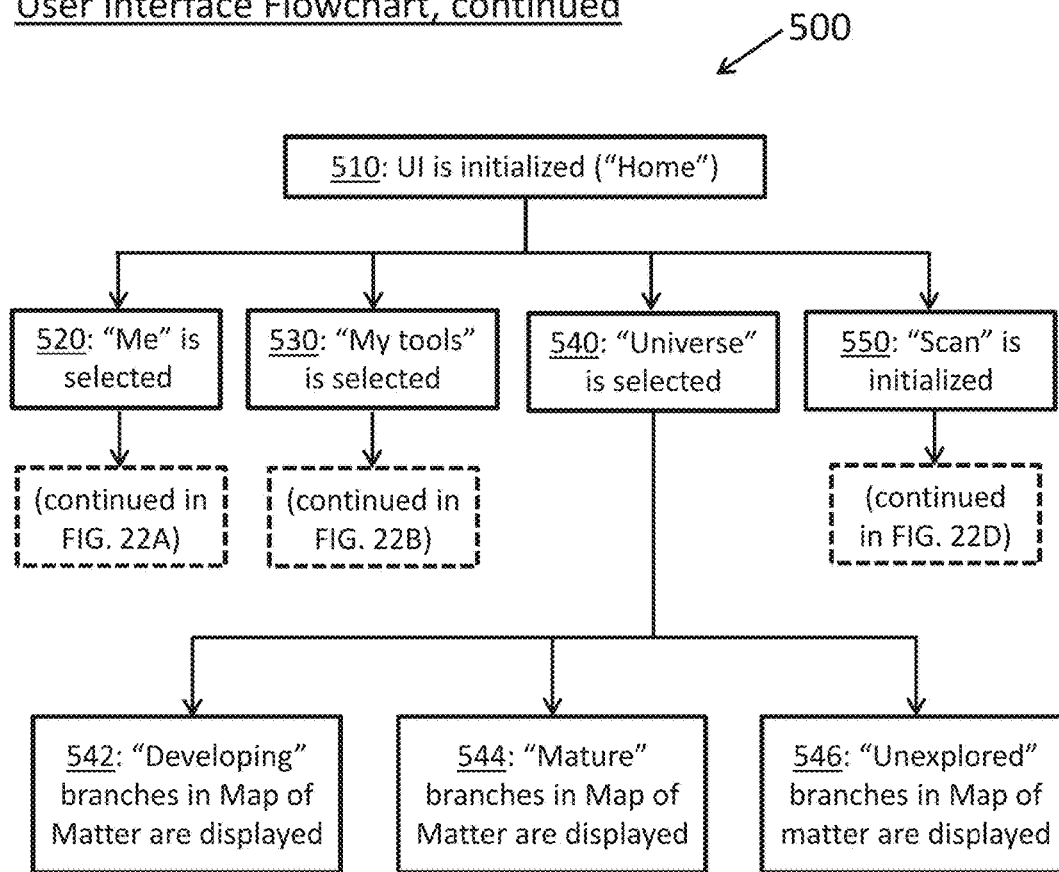 User Interface Flowchart, continued
500
510: UI is initialized ("Home")
520: "Me" is
selected
530: "My tools"
is selected
540: "Universe"
is selected
550: "Scan" is
initialized
(continued in
FIG. 22A)
(continued in
FIG. 22B)
(continued
in FIG. 22D)
542: "Developing"
branches in Map of
Matter are displayed
544: "Mature"
branches in Map of
Matter are displayed
546: "Unexplored"
branches in Map of
matter are displayed